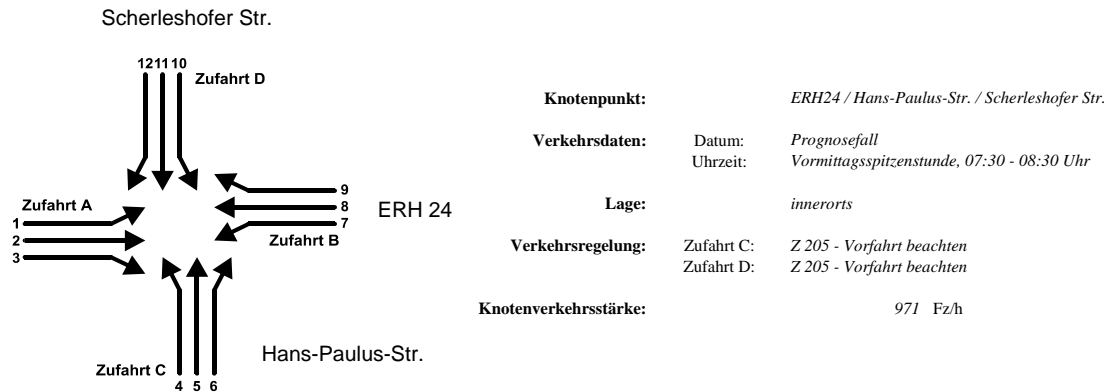 Scherleshofer Str.
12 11 10
Zufahrt D
Zufahrt A
1
2
3
9
8
7
ERH 24
Zufahrt B
Zufahrt C
4 5 6
Hans-Paulus-Str.
Knotenpunkt: ERH24 / Hans-Paulus-Str. / Scherleshofer Str.
Verkehrsdaten: Datum: Prognosefall
Uhrzeit: Vormittagsspitzenstunde, 07:30 - 08:30 Uhr
Lage: innerorts
Verkehrsregelung: Zufahrt C: Z 205 - Vorfahrt beachten
Zufahrt D: Z 205 - Vorfahrt beachten
Knotenverkehrsstärke: 971 Fz/h